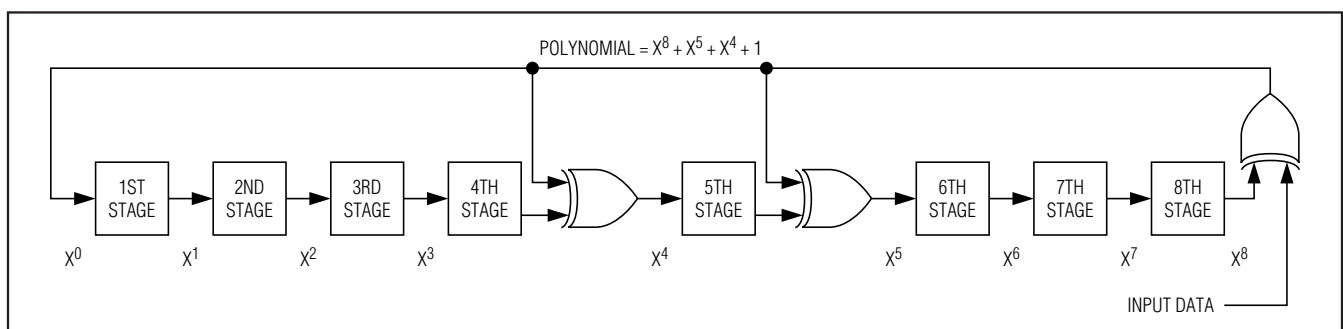 POLYNOMIAL = X⁸ + X⁵ + X⁴ + 1
1ST
STAGE
2ND
STAGE
3RD
STAGE
4TH
STAGE
5TH
STAGE
6TH
STAGE
7TH
STAGE
8TH
STAGE
X⁰
X¹
X²
X³
X⁴
X⁵
X⁶
X⁷
X⁸
INPUT DATA